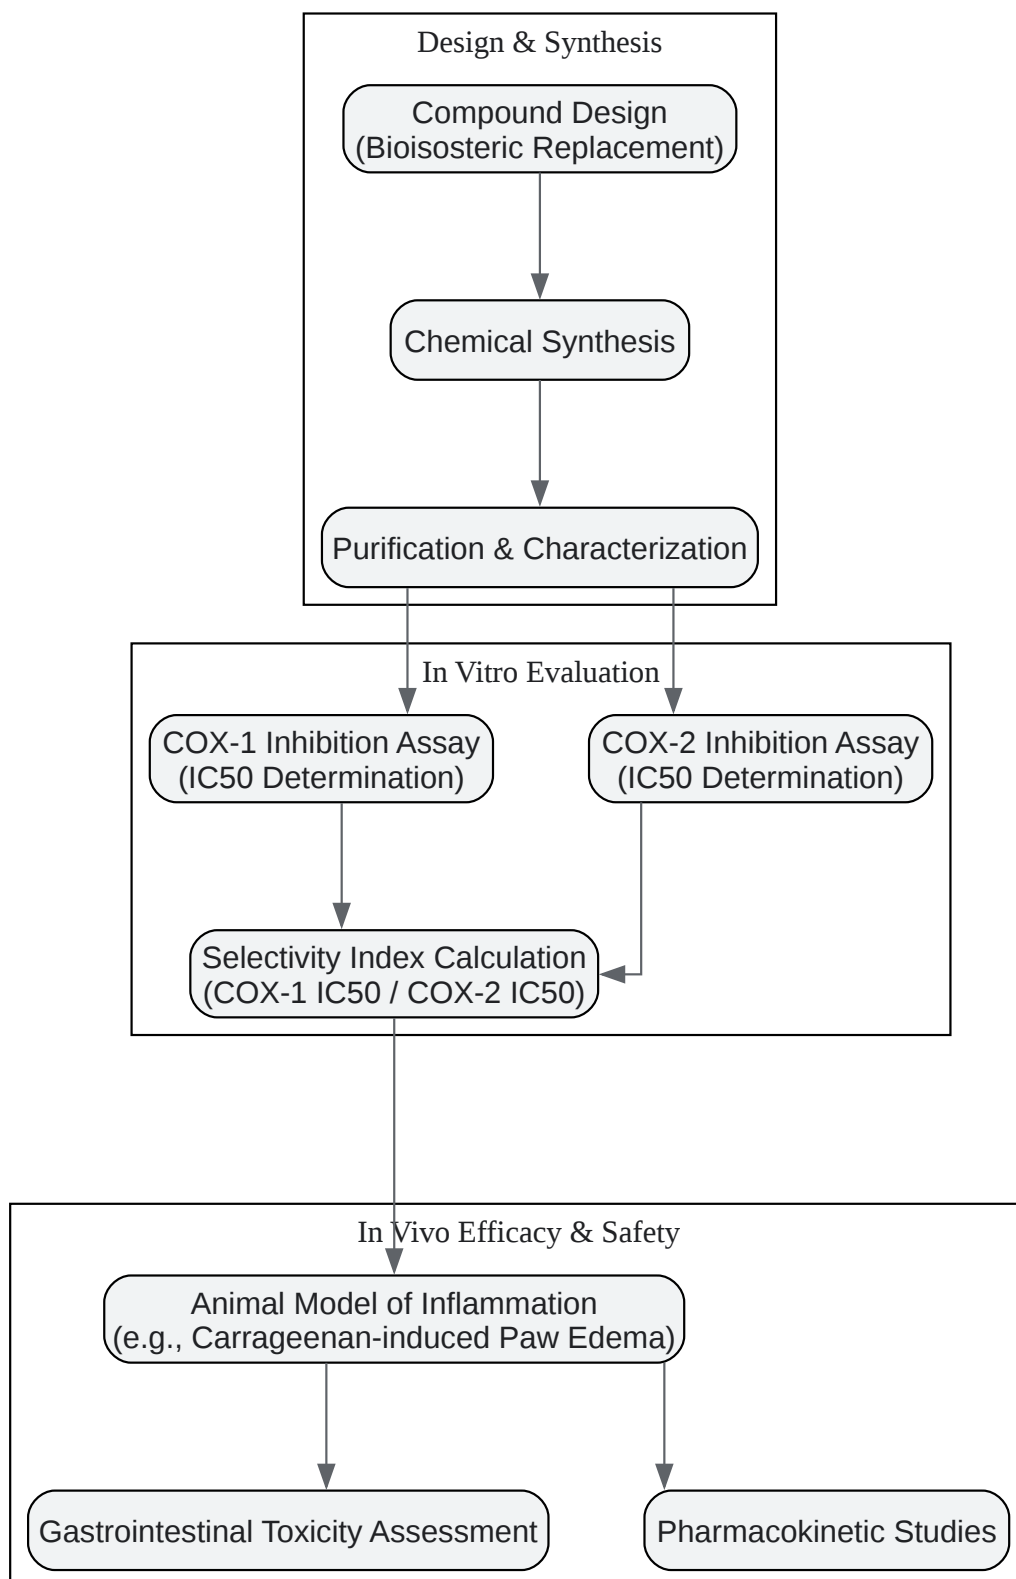 Design & Synthesis
Compound Design
(Bioisosteric Replacement)
Chemical Synthesis
Purification & Characterization
In Vitro Evaluation
COX-1 Inhibition Assay
(IC50 Determination)
COX-2 Inhibition Assay
(IC50 Determination)
Selectivity Index Calculation
(COX-1 IC50 / COX-2 IC50)
In Vivo Efficacy & Safety
Animal Model of Inflammation
(e.g., Carrageenan-induced Paw Edema)
Gastrointestinal Toxicity Assessment
Pharmacokinetic Studies